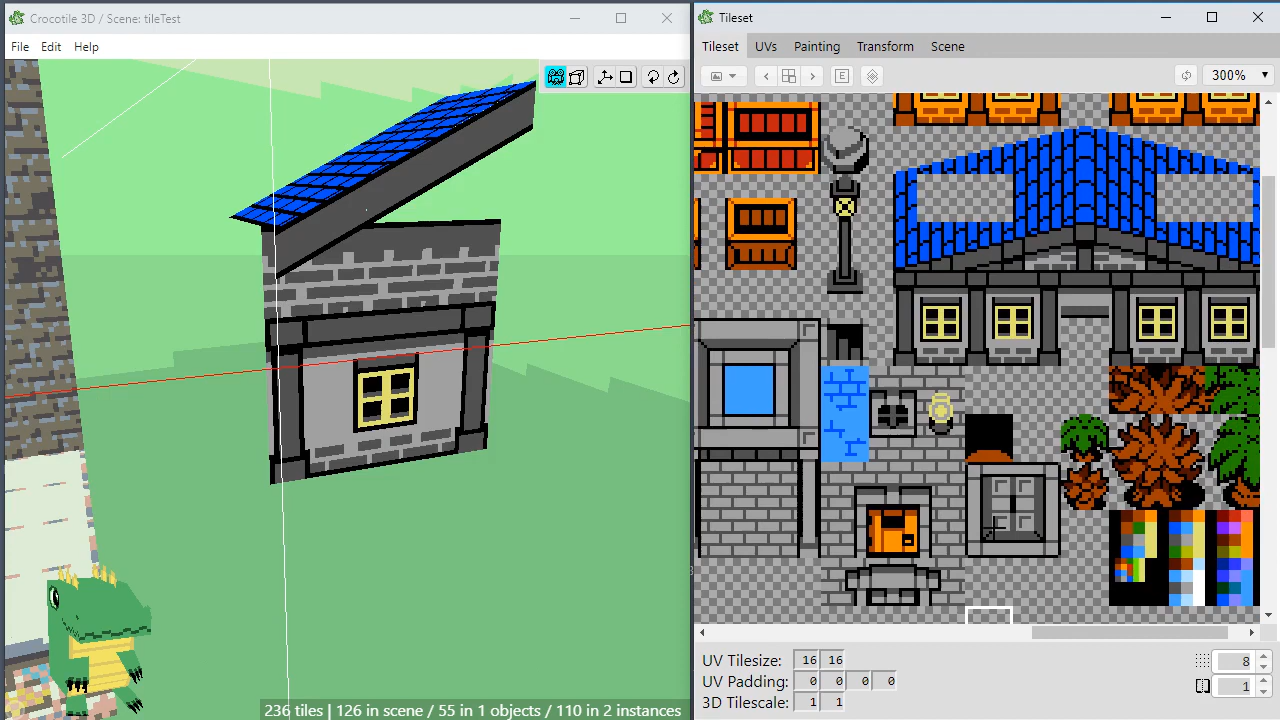 Crocotile 3D / Scene: tileTest
File Edit Help
236 tiles | 126 in scene / 55 in 1 objects / 110 in 2 instances
Tileset
Tileset UVs Painting Transform Scene
E 300%
UV Tilesize: 16 16
UV Padding: 0 0 0 0
3D Tilescale: 1 1
8
1